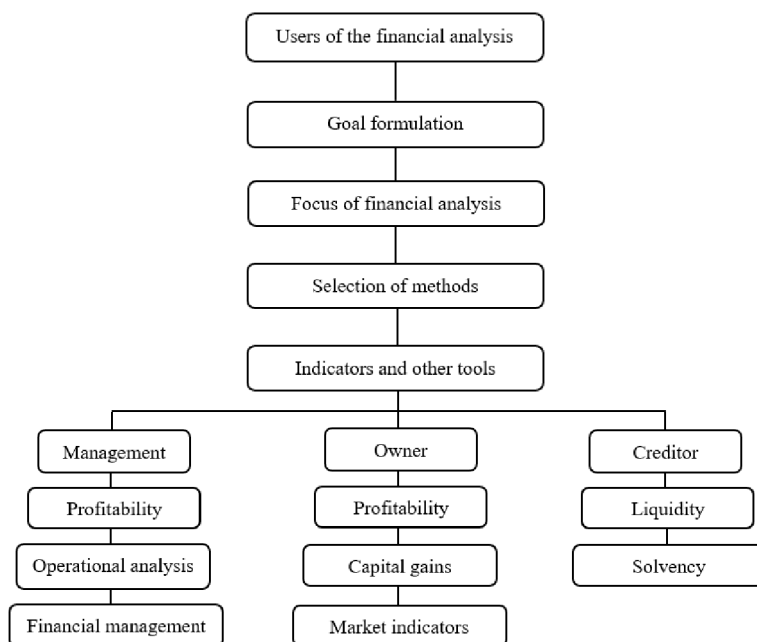 Users of the financial analysis
Goal formulation
Focus of financial analysis
Selection of methods
Indicators and other tools
Management
Owner
Creditor
Profitability
Profitability
Liquidity
Operational analysis
Capital gains
Solvency
Financial management
Market indicators